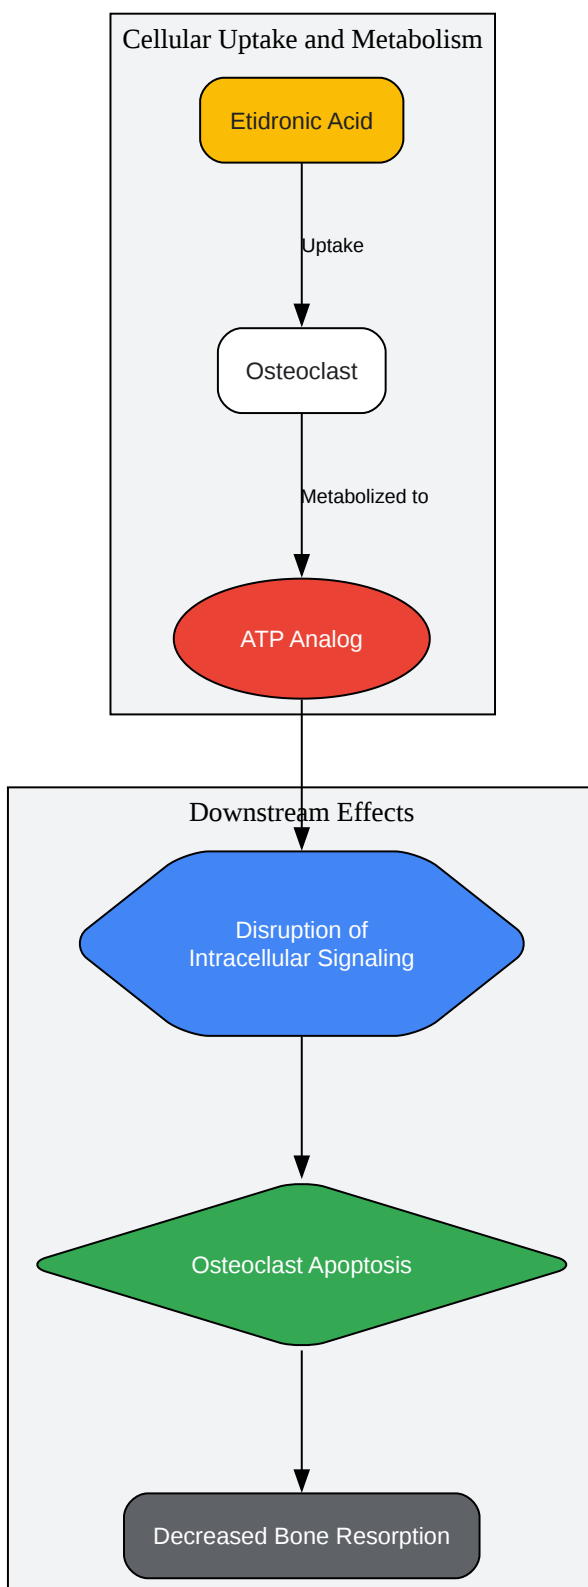 Cellular Uptake and Metabolism
Etidronic Acid
Uptake
Osteoclast
Metabolized to
ATP Analog
Downstream Effects
Disruption of
Intracellular Signaling
Osteoclast Apoptosis
Decreased Bone Resorption